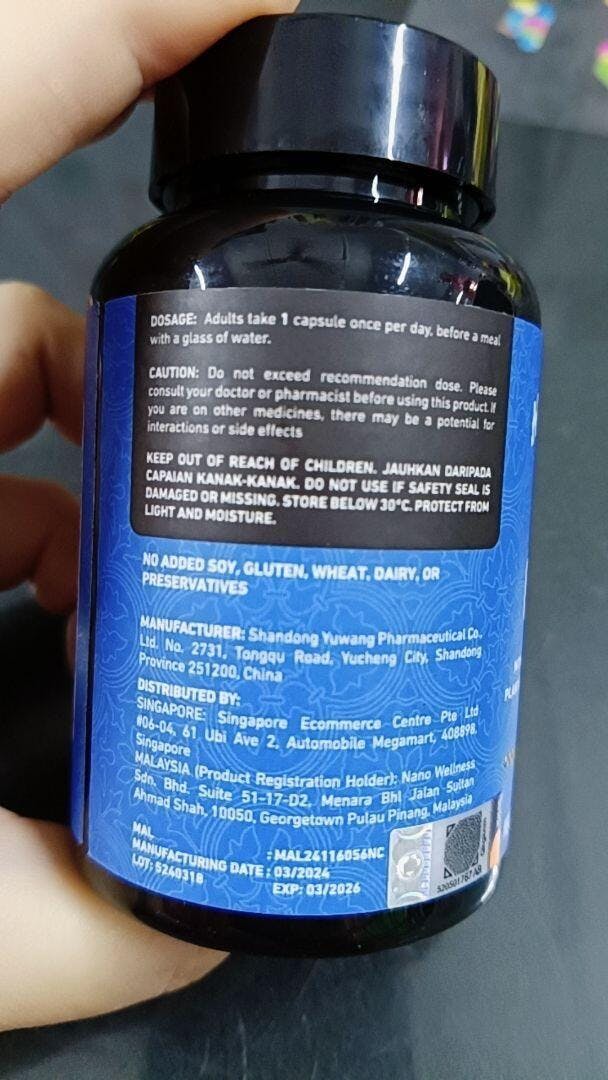 DOSAGE: Adults take 1 capsule once per day, before a meal
with a glass of water.
CAUTION: Do not exceed recommendation dose. Please
consult your doctor or pharmacist before using this product. If
you are on other medicines, there may be a potential for
interactions or side effects
KEEP OUT OF REACH OF CHILDREN. JAUHKAN DARIPADA
CAPAIAN KANAK-KANAK. DO NOT USE IF SAFETY SEAL IS
DAMAGED OR MISSING. STORE BELOW 30°C. PROTECT FROM
LIGHT AND MOISTURE.
NO ADDED SOY, GLUTEN, WHEAT, DAIRY, OR
PRESERVATIVES
MANUFACTURER: Shandong Yuwang Pharmaceutical Co.,
Ltd. No. 2731, Tongqu Road, Yucheng City, Shandong
Province 251200, China
DISTRIBUTED BY:
SINGAPORE: Singapore Ecommerce Centre Pte Ltd
#06-04, 61 Ubi Ave 2, Automobile Megamart, 408898,
Singapore
MALAYSIA (Product Registration Holder): Nano Wellness
Sdn. Bhd. Suite 51-17-D2, Menara Bhl Jalan Sultan
Ahmad Shah, 10050, Georgetown Pulau Pinang, Malaysia
MAL : MAL24116056NC
MANUFACTURING DATE : 03/2024
LOT: 5240318 EXP: 03/2026